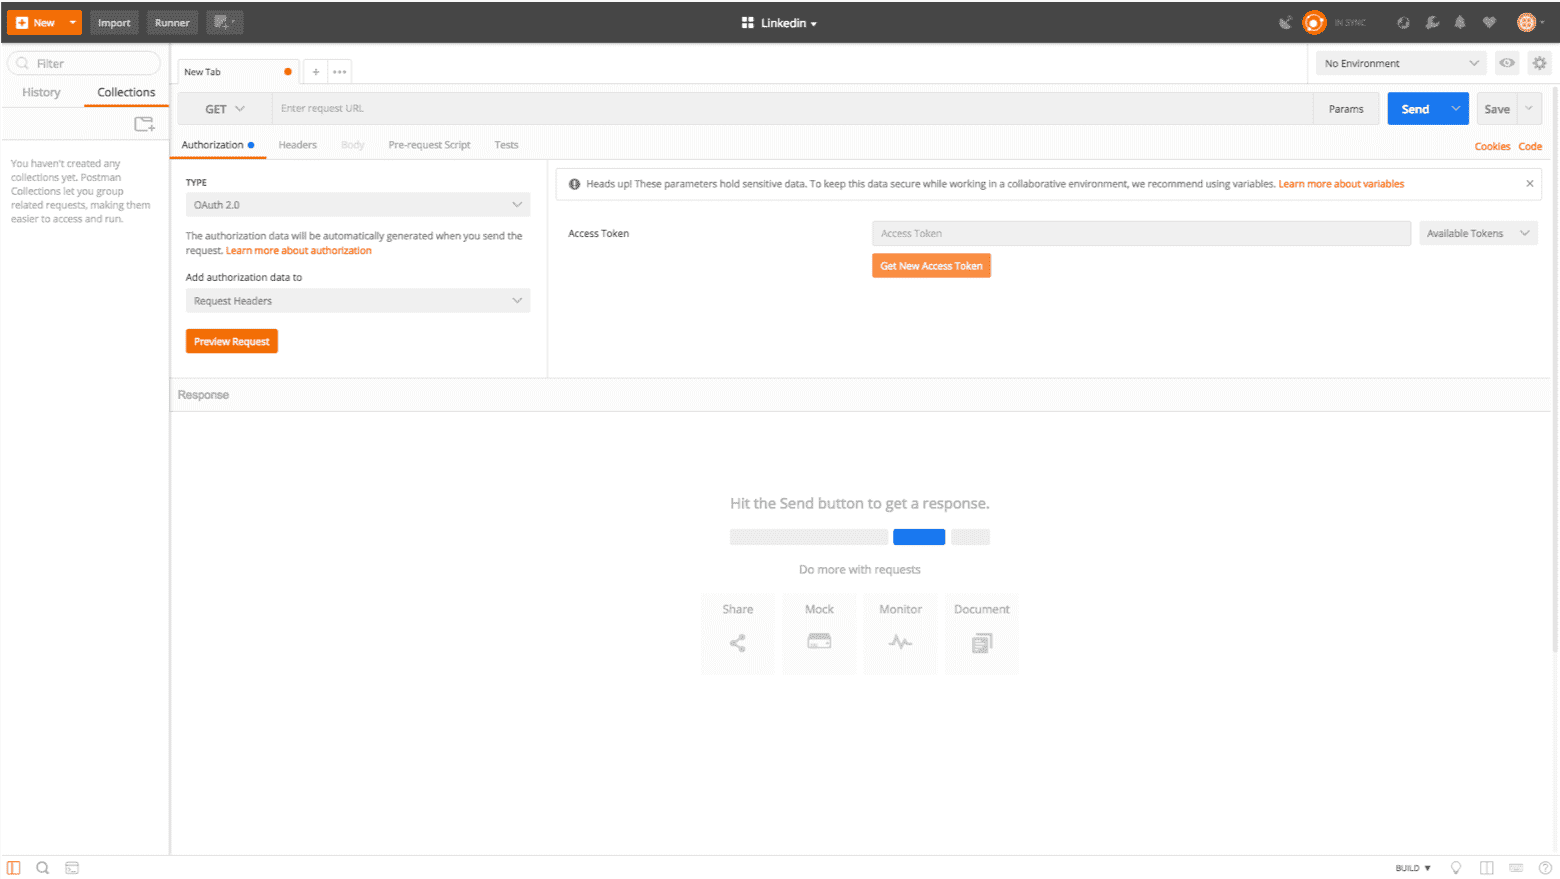 New
Import
Runner
Linkedin
IN SYNC
Filter
History
Collections
You haven't created any
collections yet. Postman
Collections let you group
related requests, making them
easier to access and run.
New Tab
No Environment
GET
Enter request URL
Params
Send
Save
Authorization
Headers
Body
Pre-request Script
Tests
Cookies
Code
TYPE
OAuth 2.0
The authorization data will be automatically generated when you send the
request. Learn more about authorization
Add authorization data to
Request Headers
Preview Request
Heads up! These parameters hold sensitive data. To keep this data secure while working in a collaborative environment, we recommend using variables. Learn more about variables
Access Token
Access Token
Available Tokens
Get New Access Token
Response
Hit the Send button to get a response.
Do more with requests
Share
Mock
Monitor
Document
BUILD